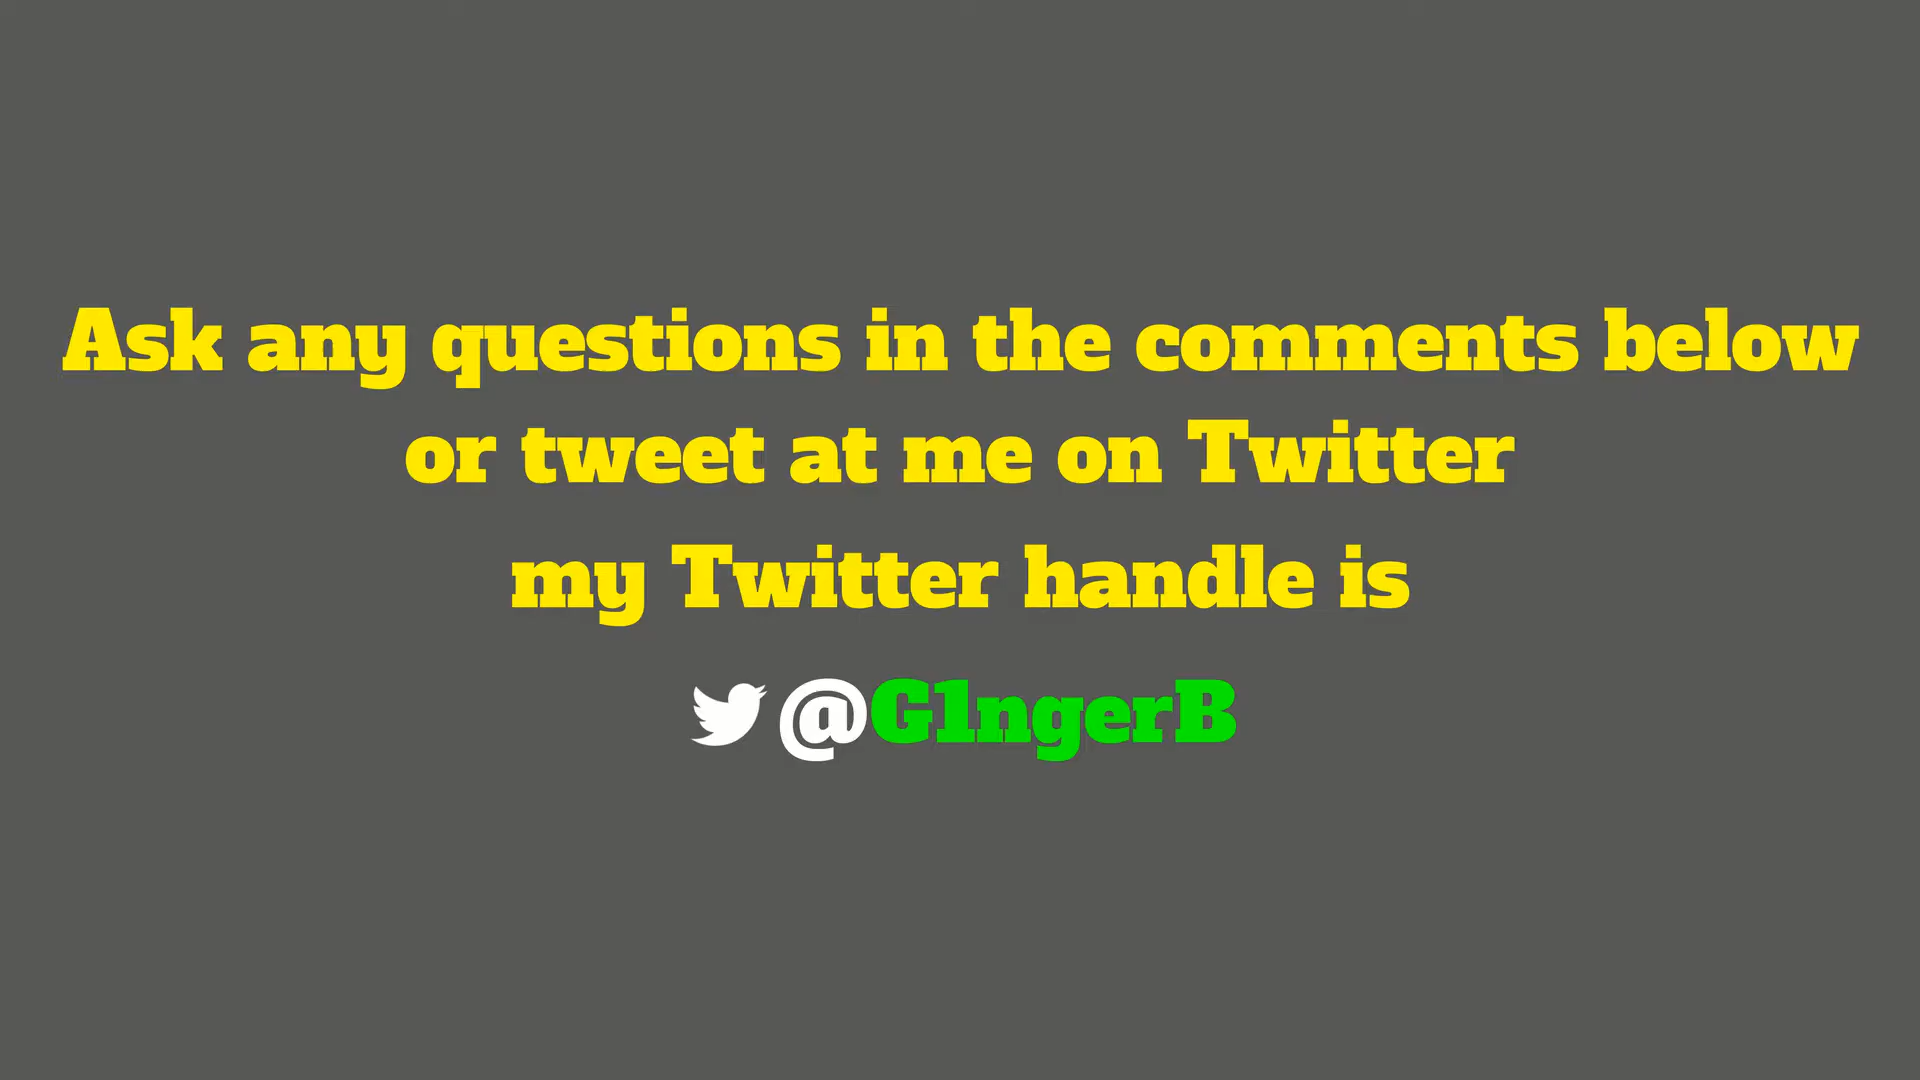 Ask any questions in the comments below
or tweet at me on Twitter
my Twitter handle is
@G1ngerB